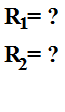 R₁= ?
R₂= ?